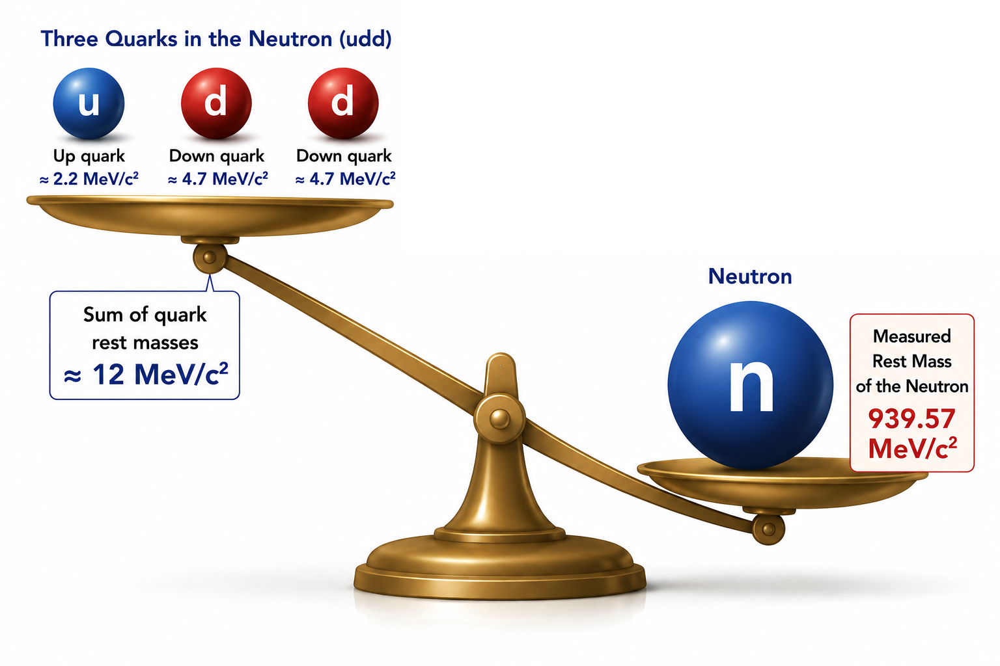 Three Quarks in the Neutron (udd)
u d d
Up quark Down quark Down quark
≈ 2.2 MeV/c² ≈ 4.7 MeV/c² ≈ 4.7 MeV/c²
Sum of quark
rest masses
≈ 12 MeV/c²
Neutron
n
Measured
Rest Mass
of the Neutron
939.57
MeV/c²